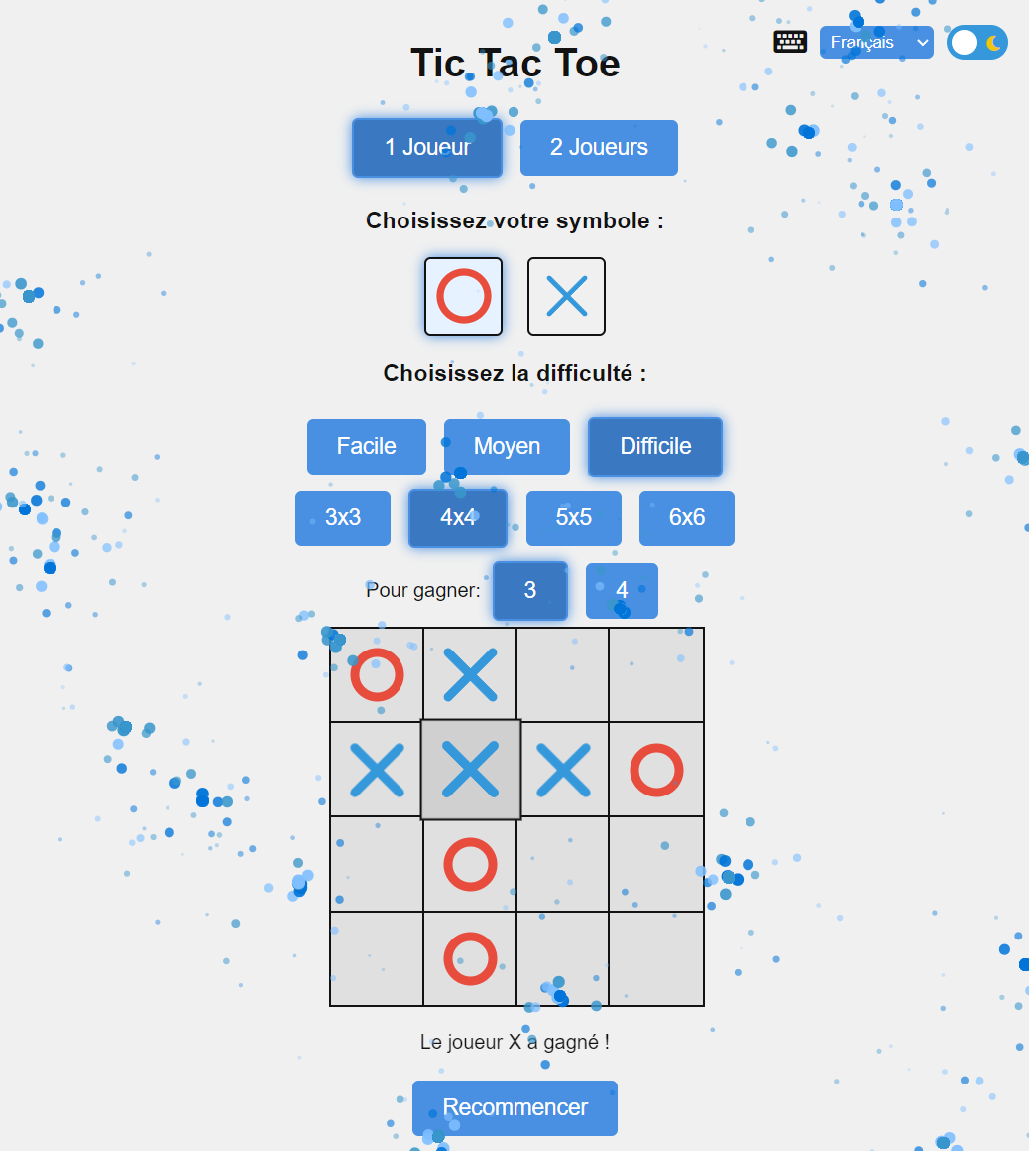 Français
Tic Tac Toe
1 Joueur 2 Joueurs
Choisissez votre symbole :
Choisissez la difficulté :
Facile Moyen Difficile
3x3 4x4 5x5 6x6
Pour gagner: 3 4
Le joueur X a gagné !
Recommencer